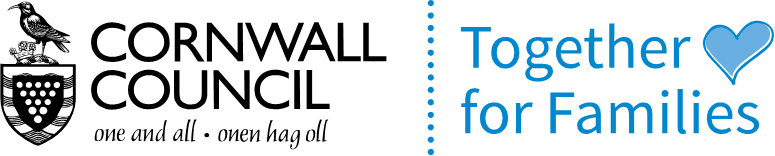 CORNWALL
COUNCIL
one and all • onen hag oll
Together
for Families